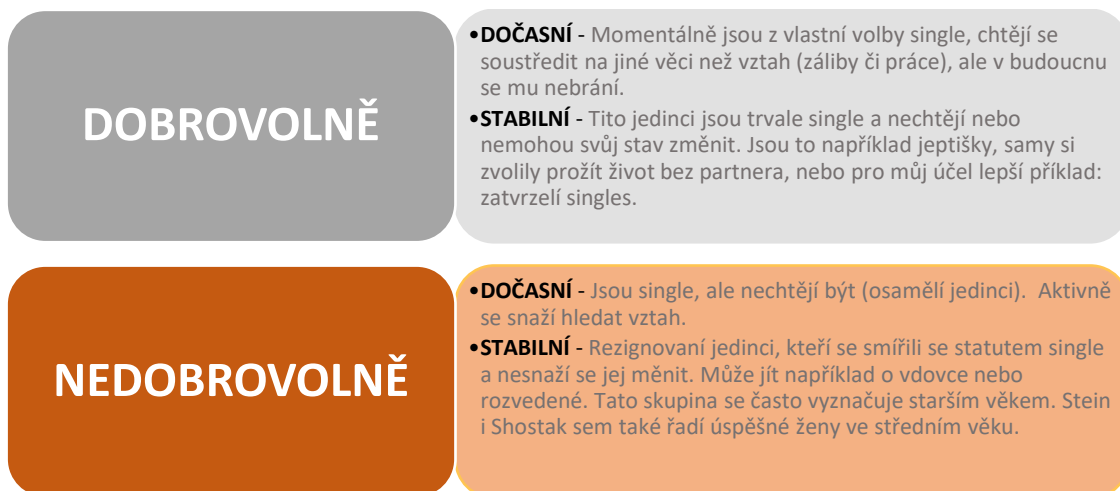 DOBROVOLNĚ
•DOČASNÍ - Momentálně jsou z vlastní volby single, chtějí se
soustředit na jiné věci než vztah (záliby či práce), ale v budoucnu
se mu nebrání.
•STABILNÍ - Tito jedinci jsou trvale single a nechtějí nebo
nemohou svůj stav změnit. Jsou to například jeptišky, samy si
zvolily prožít život bez partnera, nebo pro můj účel lepší příklad:
zatvrzelí singles.
NEDOBROVOLNĚ
•DOČASNÍ - Jsou single, ale nechtějí být (osamělí jedinci).  Aktivně
se snaží hledat vztah.
•STABILNÍ - Rezignovaní jedinci, kteří se smířili se statutem single
a nesnaží se jej měnit. Může jít například o vdovce nebo
rozvedené. Tato skupina se často vyznačuje starším věkem. Stein
i Shostak sem také řadí úspěšné ženy ve středním věku.